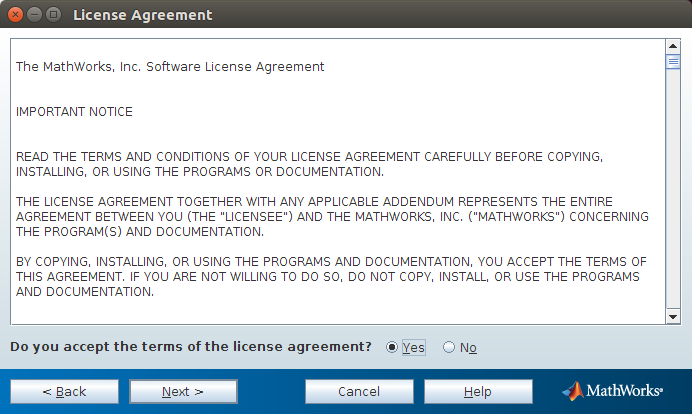 License Agreement
The MathWorks, Inc. Software License Agreement
IMPORTANT NOTICE
READ THE TERMS AND CONDITIONS OF YOUR LICENSE AGREEMENT CAREFULLY BEFORE COPYING,
INSTALLING, OR USING THE PROGRAMS OR DOCUMENTATION.
THE LICENSE AGREEMENT TOGETHER WITH ANY APPLICABLE ADDENDUM REPRESENTS THE ENTIRE
AGREEMENT BETWEEN YOU (THE "LICENSEE") AND THE MATHWORKS, INC. ("MATHWORKS") CONCERNING
THE PROGRAM(S) AND DOCUMENTATION.
BY COPYING, INSTALLING, OR USING THE PROGRAMS AND DOCUMENTATION, YOU ACCEPT THE TERMS OF
THIS AGREEMENT. IF YOU ARE NOT WILLING TO DO SO, DO NOT COPY, INSTALL, OR USE THE PROGRAMS
AND DOCUMENTATION.
Do you accept the terms of the license agreement? Yes No
< Back Next > Cancel Help MathWorks®